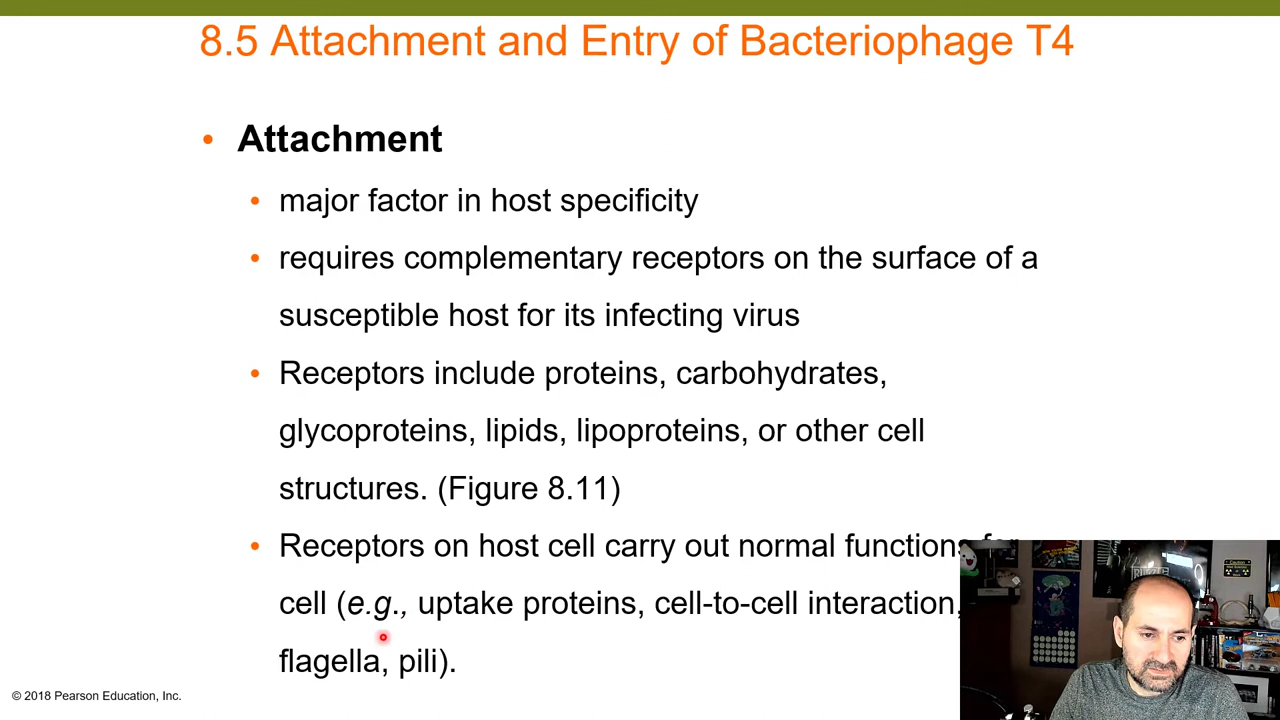 8.5 Attachment and Entry of Bacteriophage T4
• Attachment
• major factor in host specificity
• requires complementary receptors on the surface of a
susceptible host for its infecting virus
• Receptors include proteins, carbohydrates,
glycoproteins, lipids, lipoproteins, or other cell
structures. (Figure 8.11)
• Receptors on host cell carry out normal functions for
cell (e.g., uptake proteins, cell-to-cell interaction,
flagella, pili).
© 2018 Pearson Education, Inc.